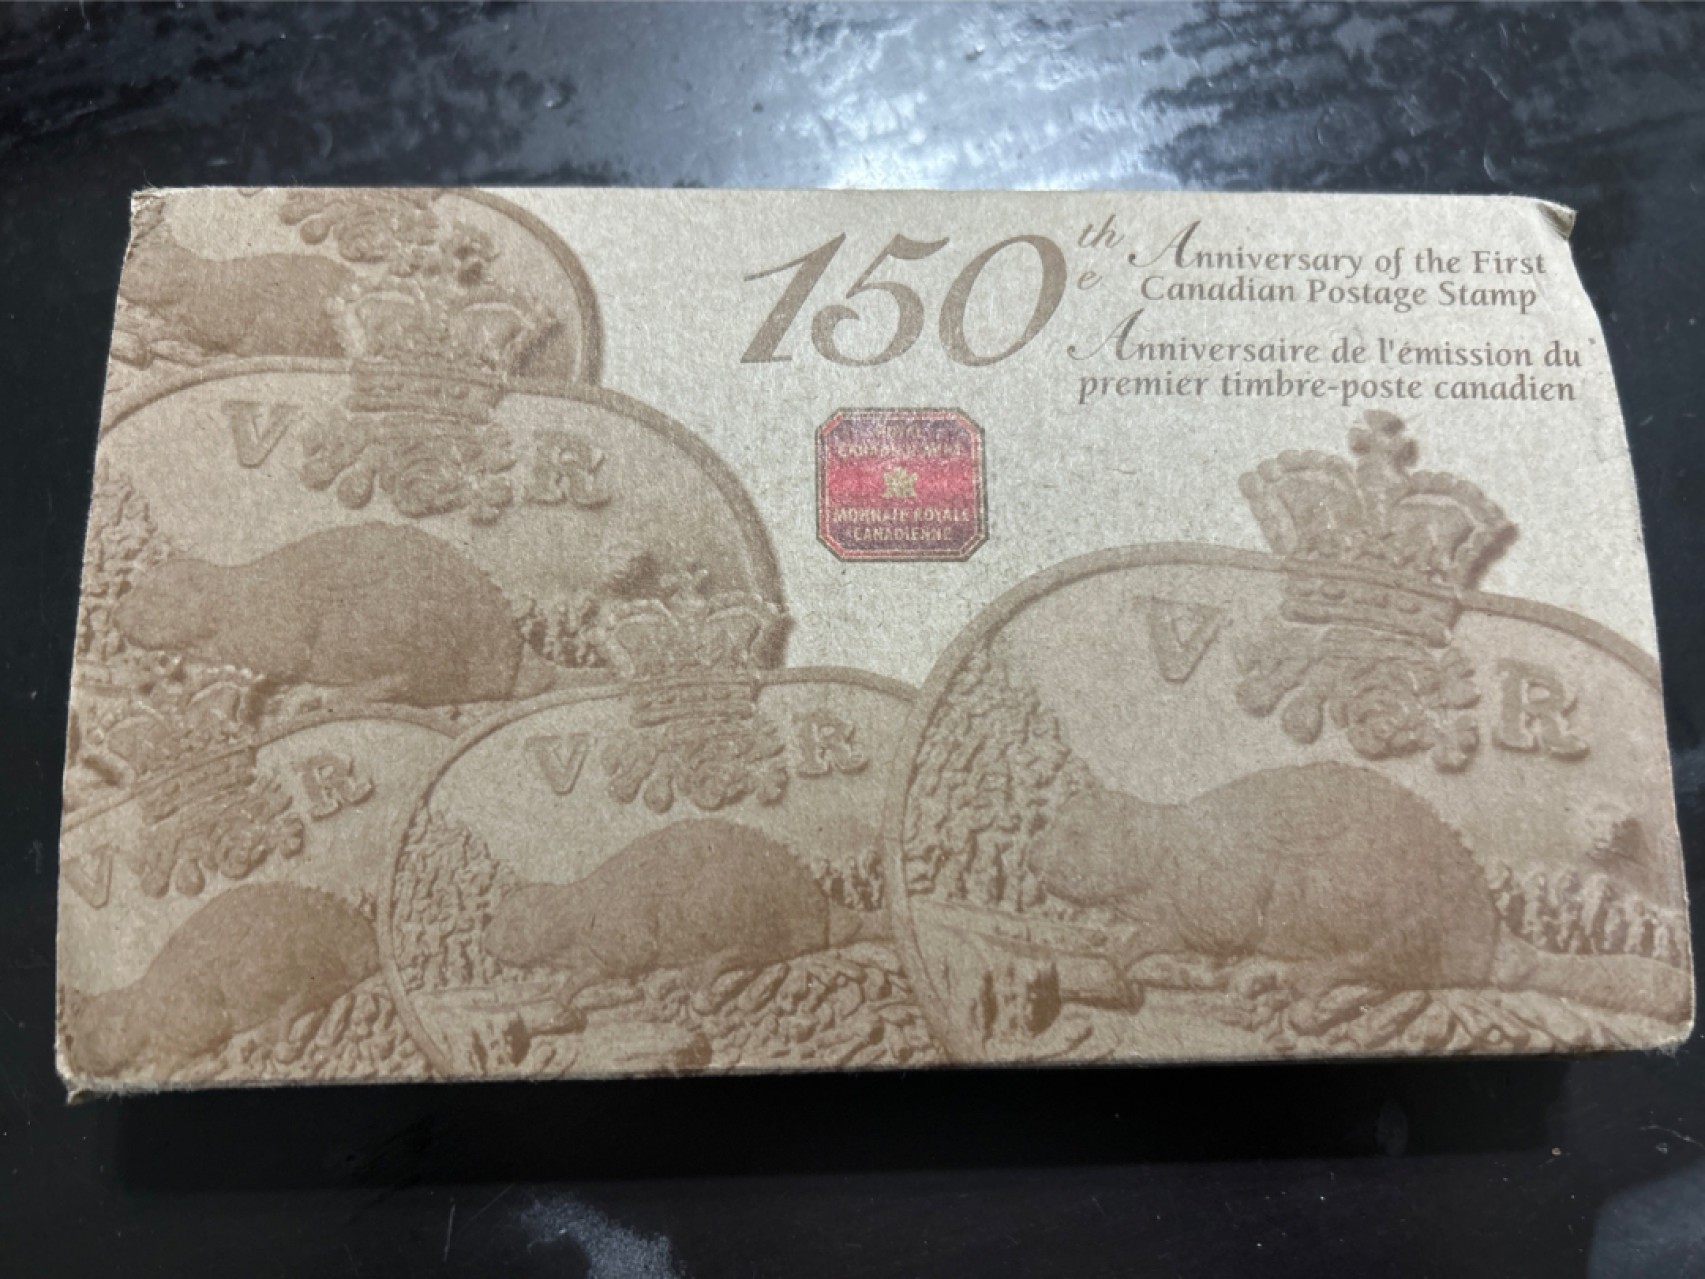 150th
e
Anniversary of the First
Canadian Postage Stamp
Anniversaire de l'émission du
premier timbre-poste canadien
MONNAIE ROYALE
CANADIENNE
V R
V R
V R
V R